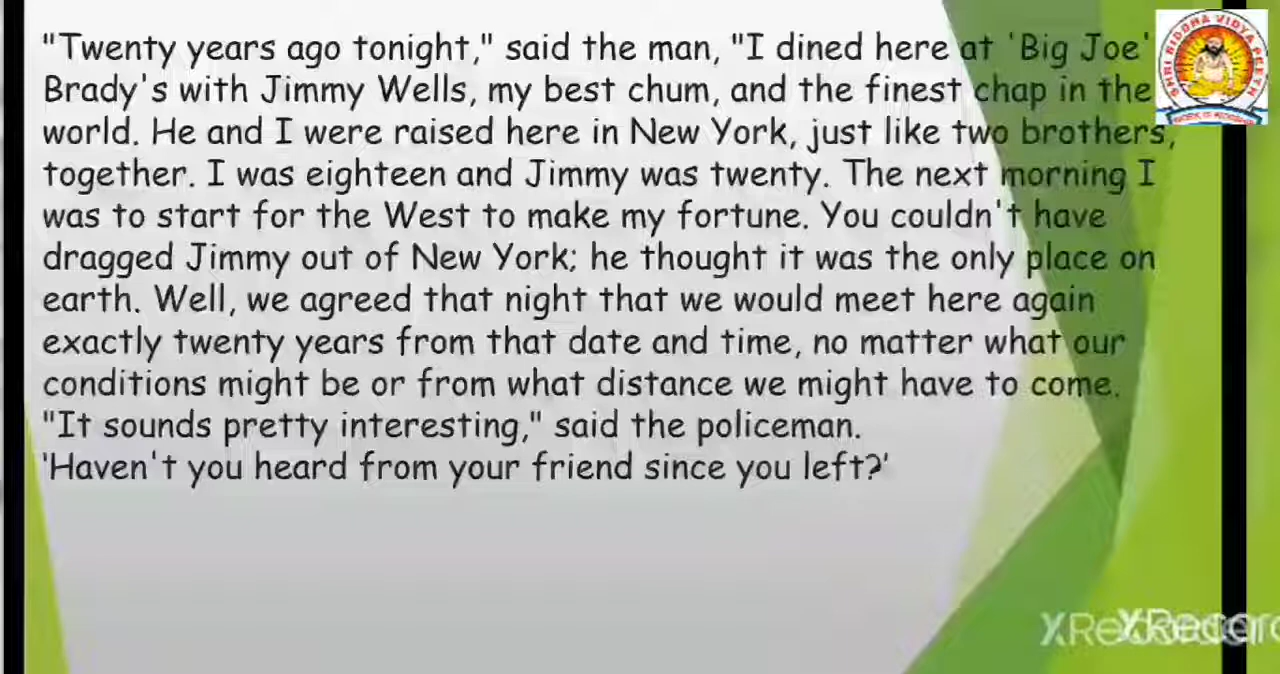 "Twenty years ago tonight," said the man, "I dined here at 'Big Joe'
Brady's with Jimmy Wells, my best chum, and the finest chap in the
world. He and I were raised here in New York, just like two brothers,
together. I was eighteen and Jimmy was twenty. The next morning I
was to start for the West to make my fortune. You couldn't have
dragged Jimmy out of New York; he thought it was the only place on
earth. Well, we agreed that night that we would meet here again
exactly twenty years from that date and time, no matter what our
conditions might be or from what distance we might have to come.
"It sounds pretty interesting," said the policeman.
'Haven't you heard from your friend since you left?'
SHRI SIDDHA VIDYA